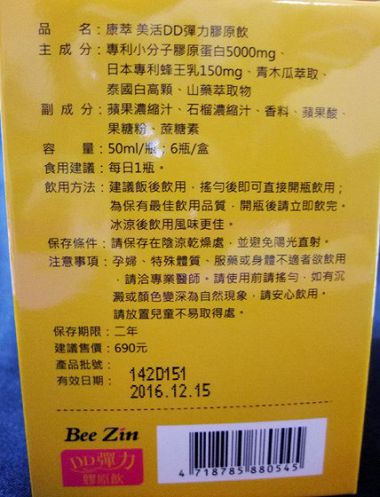 品名：康萃 美活DD彈力膠原飲
主成分：專利小分子膠原蛋白5000mg、
日本專利蜂王乳150mg、青木瓜萃取、
泰國白高顆、山藥萃取物
副成分：蘋果濃縮汁、石榴濃縮汁、香料、蘋果酸、
果糖粉、蔗糖素
容量：50ml/瓶；6瓶/盒
食用建議：每日1瓶。
飲用方法：建議飯後飲用，搖勻後即可直接開瓶飲用；
為保有最佳飲用品質，開瓶後請立即飲完。
冰涼後飲用風味更佳。
保存條件：請保存在陰涼乾燥處，並避免陽光直射。
注意事項：孕婦、特殊體質、服藥或身體不適者欲飲用
，請洽專業醫師。請使用前請搖勻，如有沉
澱或顏色變深為自然現象，請安心飲用。
請放置兒童不易取得處。
保存期限：二年
建議售價：690元
產品批號：
142D151
有效日期：
2016.12.15
Bee Zin
DD彈力
膠原飲
4 718785 880545